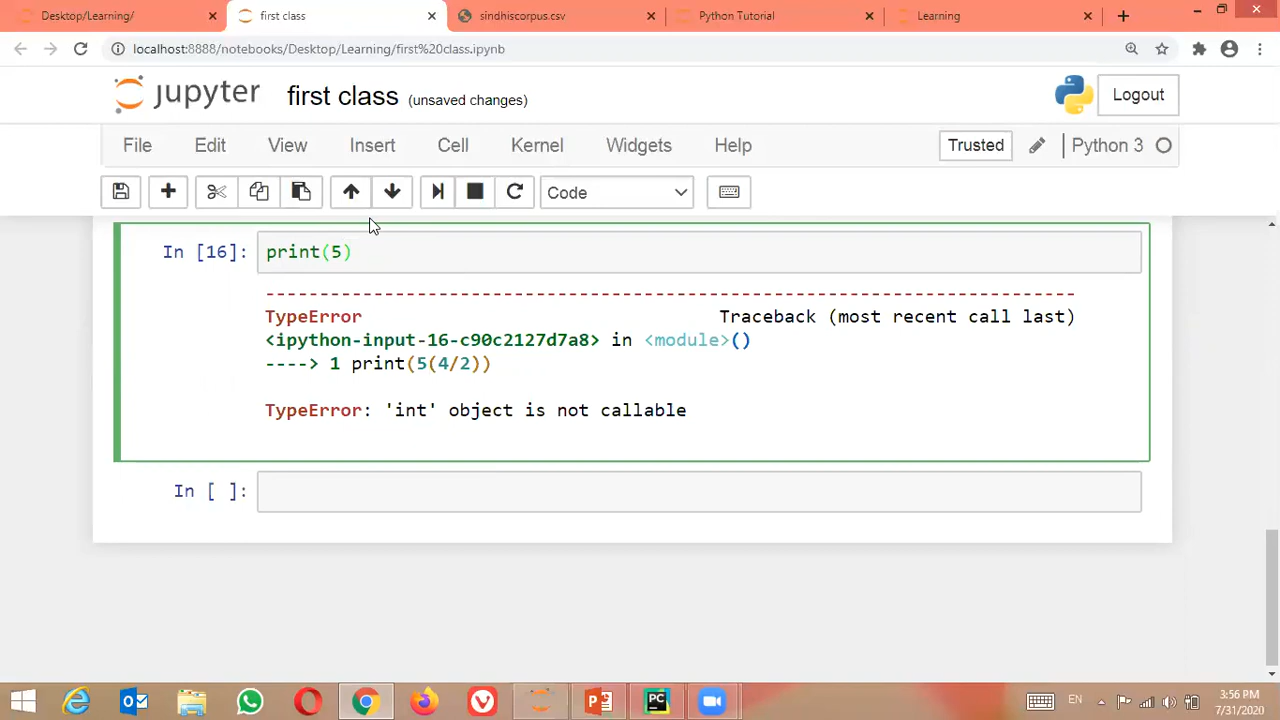 Desktop/Learning/
first class
sindhiscorpus.csv
Python Tutorial
Learning
localhost:8888/notebooks/Desktop/Learning/first%20class.ipynb
jupyter first class (unsaved changes)
Logout
File Edit View Insert Cell Kernel Widgets Help
Trusted
Python 3
Code
In [16]: print(5)
---------------------------------------------------------------------------
TypeError Traceback (most recent call last)
<ipython-input-16-c90c2127d7a8> in <module>()
----> 1 print(5(4/2))
TypeError: 'int' object is not callable
In [ ]:
EN
3:56 PM
7/31/2020